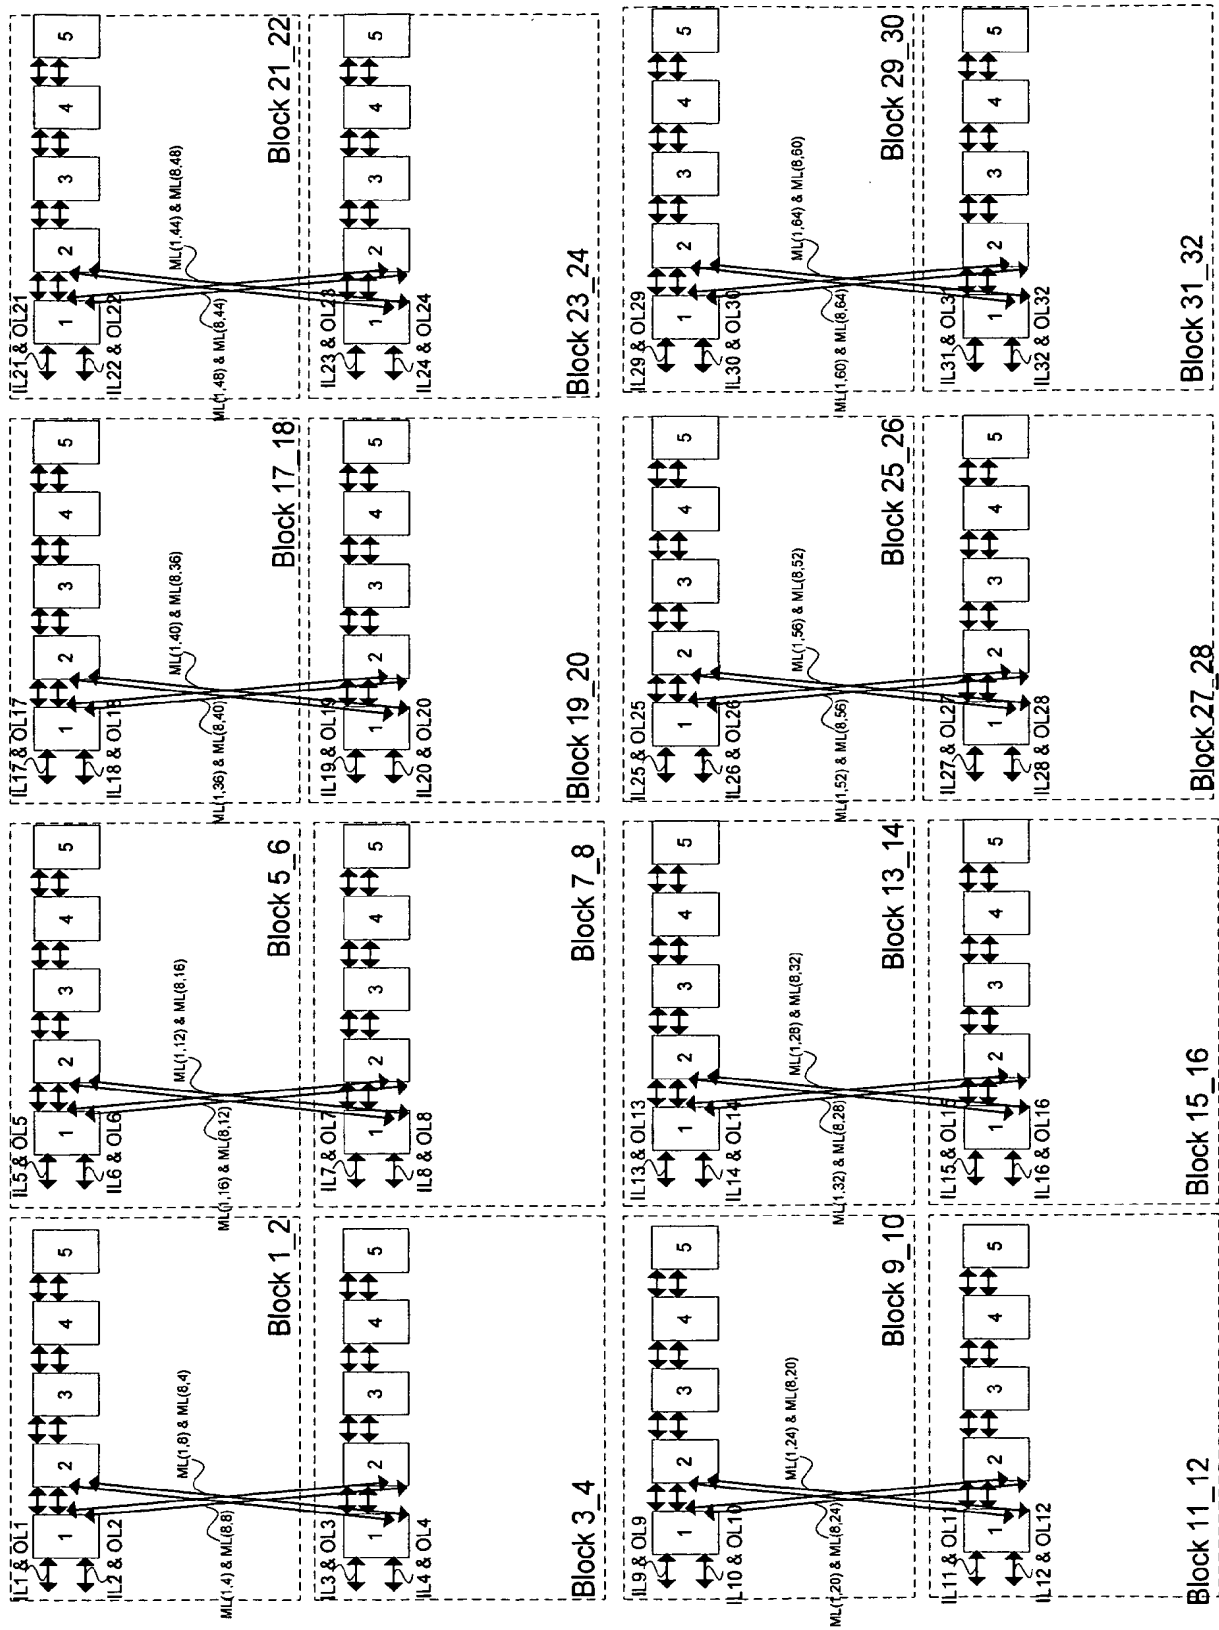 IL1 & OL1
1 2 3 4 5
IL2 & OL2
ML(1,8) & ML(8,4)
ML(1,4) & ML(8,8)
Block 1_2
IL5 & OL5
1 2 3 4 5
IL6 & OL6
ML(1,12) & ML(8,16)
ML(1,16) & ML(8,12)
Block 5_6
IL17 & OL17
1 2 3 4 5
IL18 & OL18
ML(1,40) & ML(8,36)
ML(1,36) & ML(8,40)
Block 17_18
IL21 & OL21
1 2 3 4 5
IL22 & OL22
ML(1,44) & ML(8,48)
ML(1,48) & ML(8,44)
Block 21_22
IL3 & OL3
1 2 3 4 5
IL4 & OL4
Block 3_4
IL7 & OL7
1 2 3 4 5
IL8 & OL8
Block 7_8
IL19 & OL19
1 2 3 4 5
IL20 & OL20
Block 19_20
IL23 & OL23
1 2 3 4 5
IL24 & OL24
Block 23_24
IL9 & OL9
1 2 3 4 5
IL10 & OL10
ML(1,24) & ML(8,20)
ML(1,20) & ML(8,24)
Block 9_10
IL13 & OL13
1 2 3 4 5
IL14 & OL14
ML(1,28) & ML(8,32)
ML(1,32) & ML(8,28)
Block 13_14
IL25 & OL25
1 2 3 4 5
IL26 & OL26
ML(1,56) & ML(8,52)
ML(1,52) & ML(8,56)
Block 25_26
IL29 & OL29
1 2 3 4 5
IL30 & OL30
ML(1,64) & ML(8,60)
ML(1,60) & ML(8,64)
Block 29_30
IL11 & OL11
1 2 3 4 5
IL12 & OL12
Block 11_12
IL15 & OL15
1 2 3 4 5
IL16 & OL16
Block 15_16
IL27 & OL27
1 2 3 4 5
IL28 & OL28
Block 27_28
IL31 & OL31
1 2 3 4 5
IL32 & OL32
Block 31_32